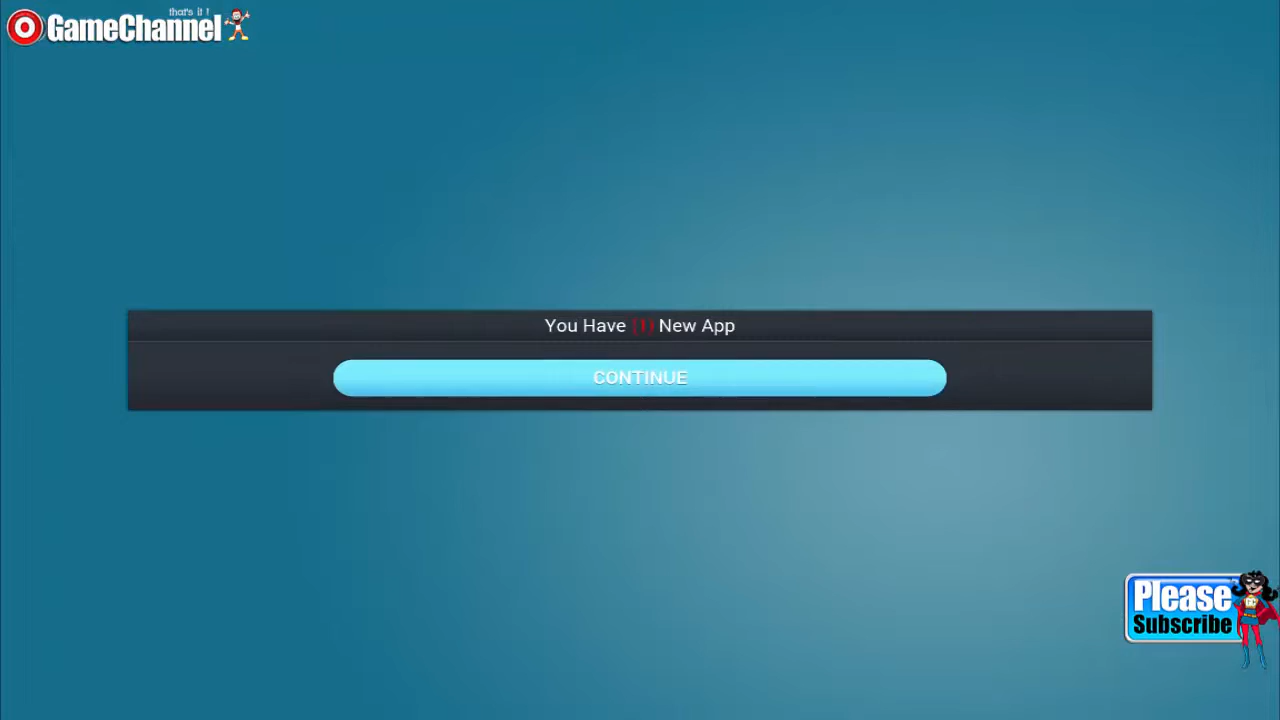 that's it !
GameChannel
You Have (1) New App
CONTINUE
Please
Subscribe